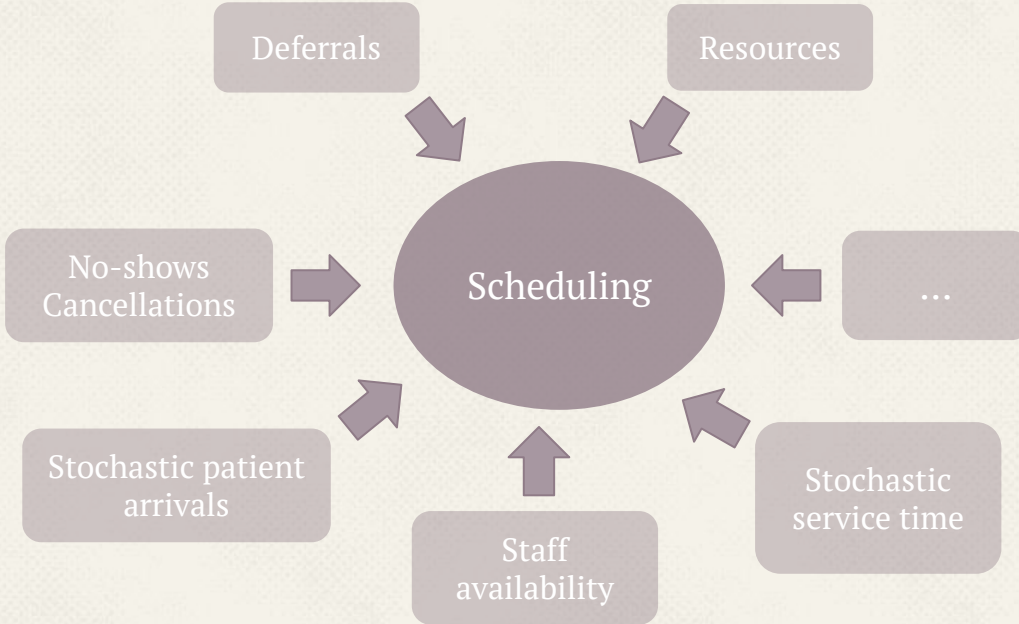 Deferrals
Resources
No-shows
Cancellations
Scheduling
...
Stochastic patient
arrivals
Stochastic
service time
Staff
availability